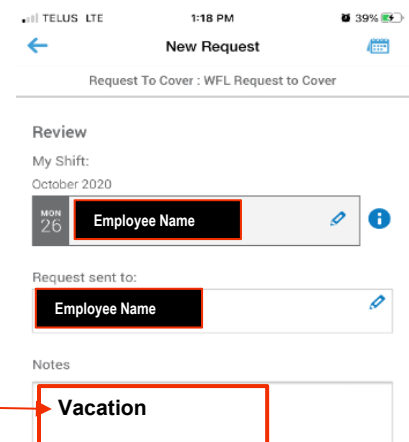 TELUS LTE 1:18 PM 39%
New Request
Request To Cover : WFL Request to Cover
Review
My Shift:
October 2020
MON
26
Employee Name
Request sent to:
Employee Name
Notes
Vacation